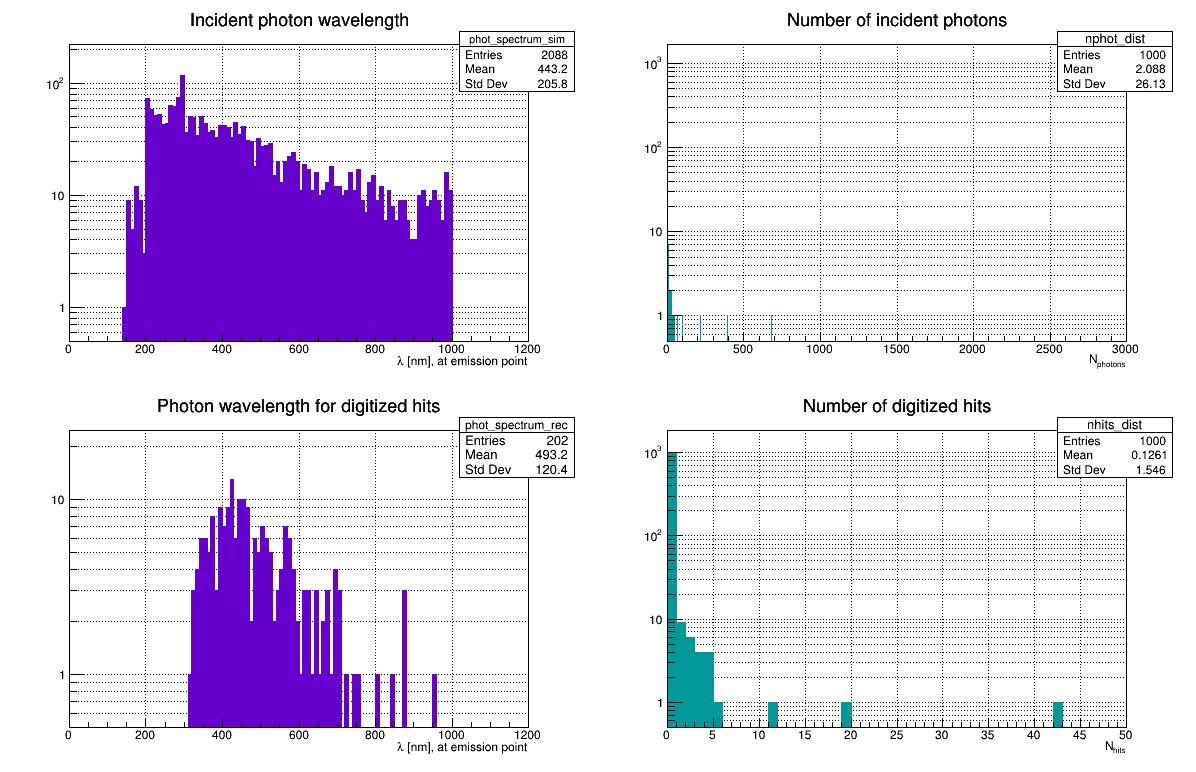 Incident photon wavelength
phot_spectrum_sim
Entries 2088
Mean 443.2
Std Dev 205.8
10²
10
1
0 200 400 600 800 1000 1200
λ [nm], at emission point
Number of incident photons
nphot_dist
Entries 1000
Mean 2.088
Std Dev 26.13
10³
10²
10
1
0 500 1000 1500 2000 2500 3000
Nphotons
Photon wavelength for digitized hits
phot_spectrum_rec
Entries 202
Mean 493.2
Std Dev 120.4
10
1
0 200 400 600 800 1000 1200
λ [nm], at emission point
Number of digitized hits
nhits_dist
Entries 1000
Mean 0.1261
Std Dev 1.546
10³
10²
10
1
0 5 10 15 20 25 30 35 40 45 50
Nhits